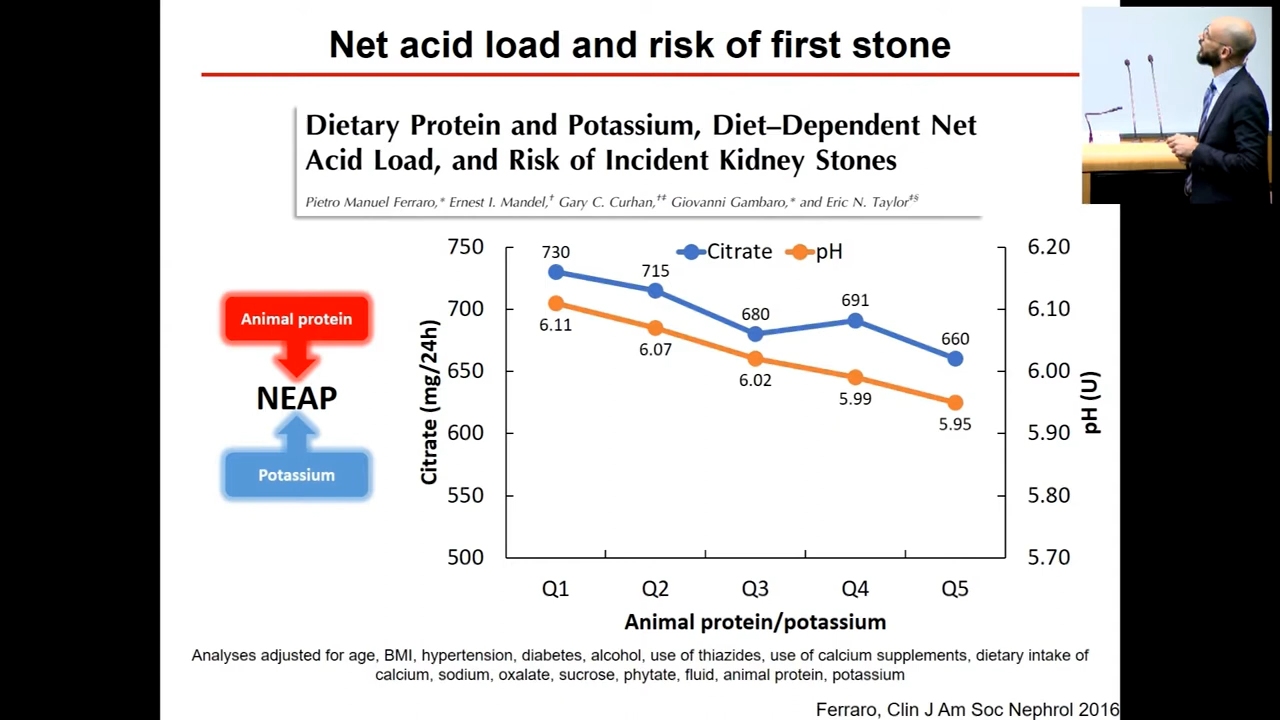 Net acid load and risk of first stone
Dietary Protein and Potassium, Diet–Dependent Net
Acid Load, and Risk of Incident Kidney Stones
Pietro Manuel Ferraro,* Ernest I. Mandel,† Gary C. Curhan,†‡ Giovanni Gambaro,* and Eric N. Taylor‡§
Animal protein
NEAP
Potassium
Citrate pH
750
700
650
600
550
500
Citrate (mg/24h)
730
715
680
691
660
6.11
6.07
6.02
5.99
5.95
6.20
6.10
6.00
5.90
5.80
5.70
pH (U)
Q1 Q2 Q3 Q4 Q5
Animal protein/potassium
Analyses adjusted for age, BMI, hypertension, diabetes, alcohol, use of thiazides, use of calcium supplements, dietary intake of
calcium, sodium, oxalate, sucrose, phytate, fluid, animal protein, potassium
Ferraro, Clin J Am Soc Nephrol 2016